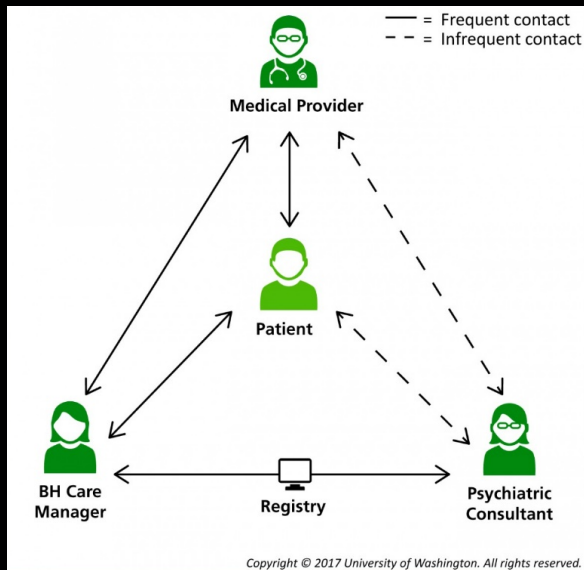 = Frequent contact
= Infrequent contact
Medical Provider
Patient
BH Care
Manager
Registry
Psychiatric
Consultant
Copyright © 2017 University of Washington. All rights reserved.